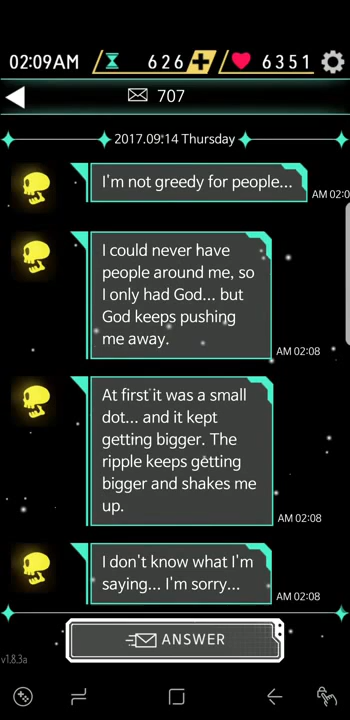 02:09AM 626 6351
707
2017.09.14 Thursday
I'm not greedy for people...
AM 02:0
I could never have
people around me, so
I only had God... but
God keeps pushing
me away.
AM 02:08
At first it was a small
dot... and it kept
getting bigger. The
ripple keeps getting
bigger and shakes me
up.
AM 02:08
I don't know what I'm
saying... I'm sorry...
AM 02:08
ANSWER
v1.8.3a